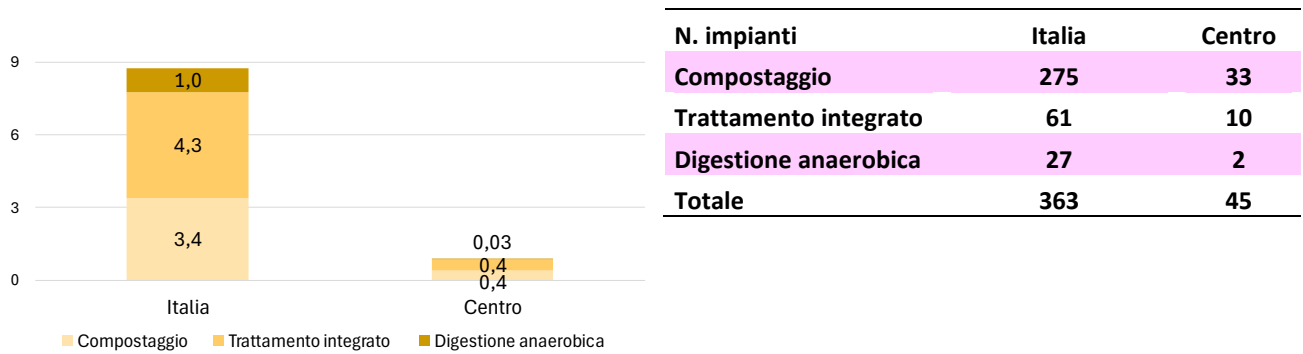 9
6
3
0
1,0
4,3
3,4
0,03
0,4
0,4
Italia Centro
Compostaggio Trattamento integrato Digestione anaerobica
N. impianti Italia Centro
Compostaggio 275 33
Trattamento integrato 61 10
Digestione anaerobica 27 2
Totale 363 45